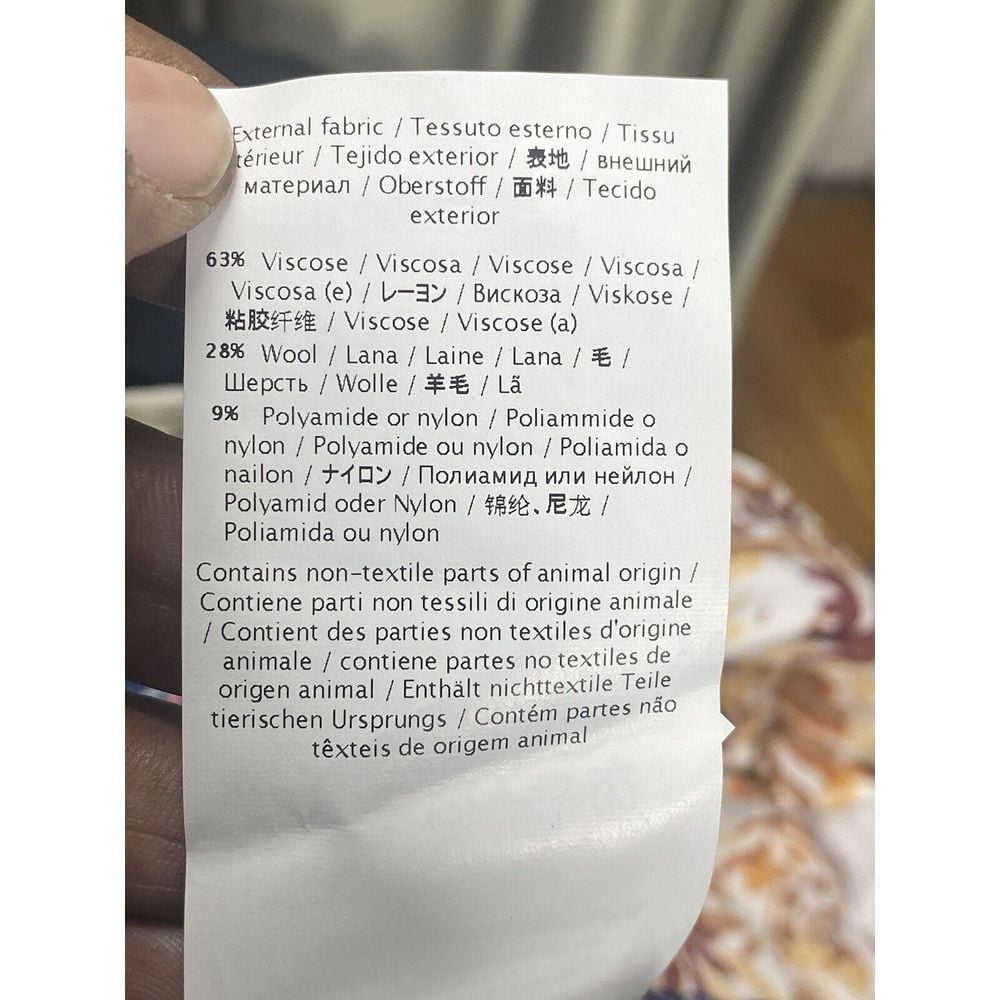 External fabric / Tessuto esterno / Tissu
térieur / Tejido exterior / 表地 / внешний
материал / Oberstoff / 面料 / Tecido
exterior
63% Viscose / Viscosa / Viscose / Viscosa /
Viscosa (e) / レーヨン / Вискоза / Viskose /
粘胶纤维 / Viscose / Viscose (a)
28% Wool / Lana / Laine / Lana / 毛 /
Шерсть / Wolle / 羊毛 / Lã
9% Polyamide or nylon / Poliammide o
nylon / Polyamide ou nylon / Poliamida o
nailon / ナイロン / Полиамид или нейлон /
Polyamid oder Nylon / 锦纶、尼龙 /
Poliamida ou nylon
Contains non-textile parts of animal origin /
Contiene parti non tessili di origine animale
/ Contient des parties non textiles d'origine
animale / contiene partes no textiles de
origen animal / Enthält nichttextile Teile
tierischen Ursprungs / Contém partes não
têxteis de origem animal